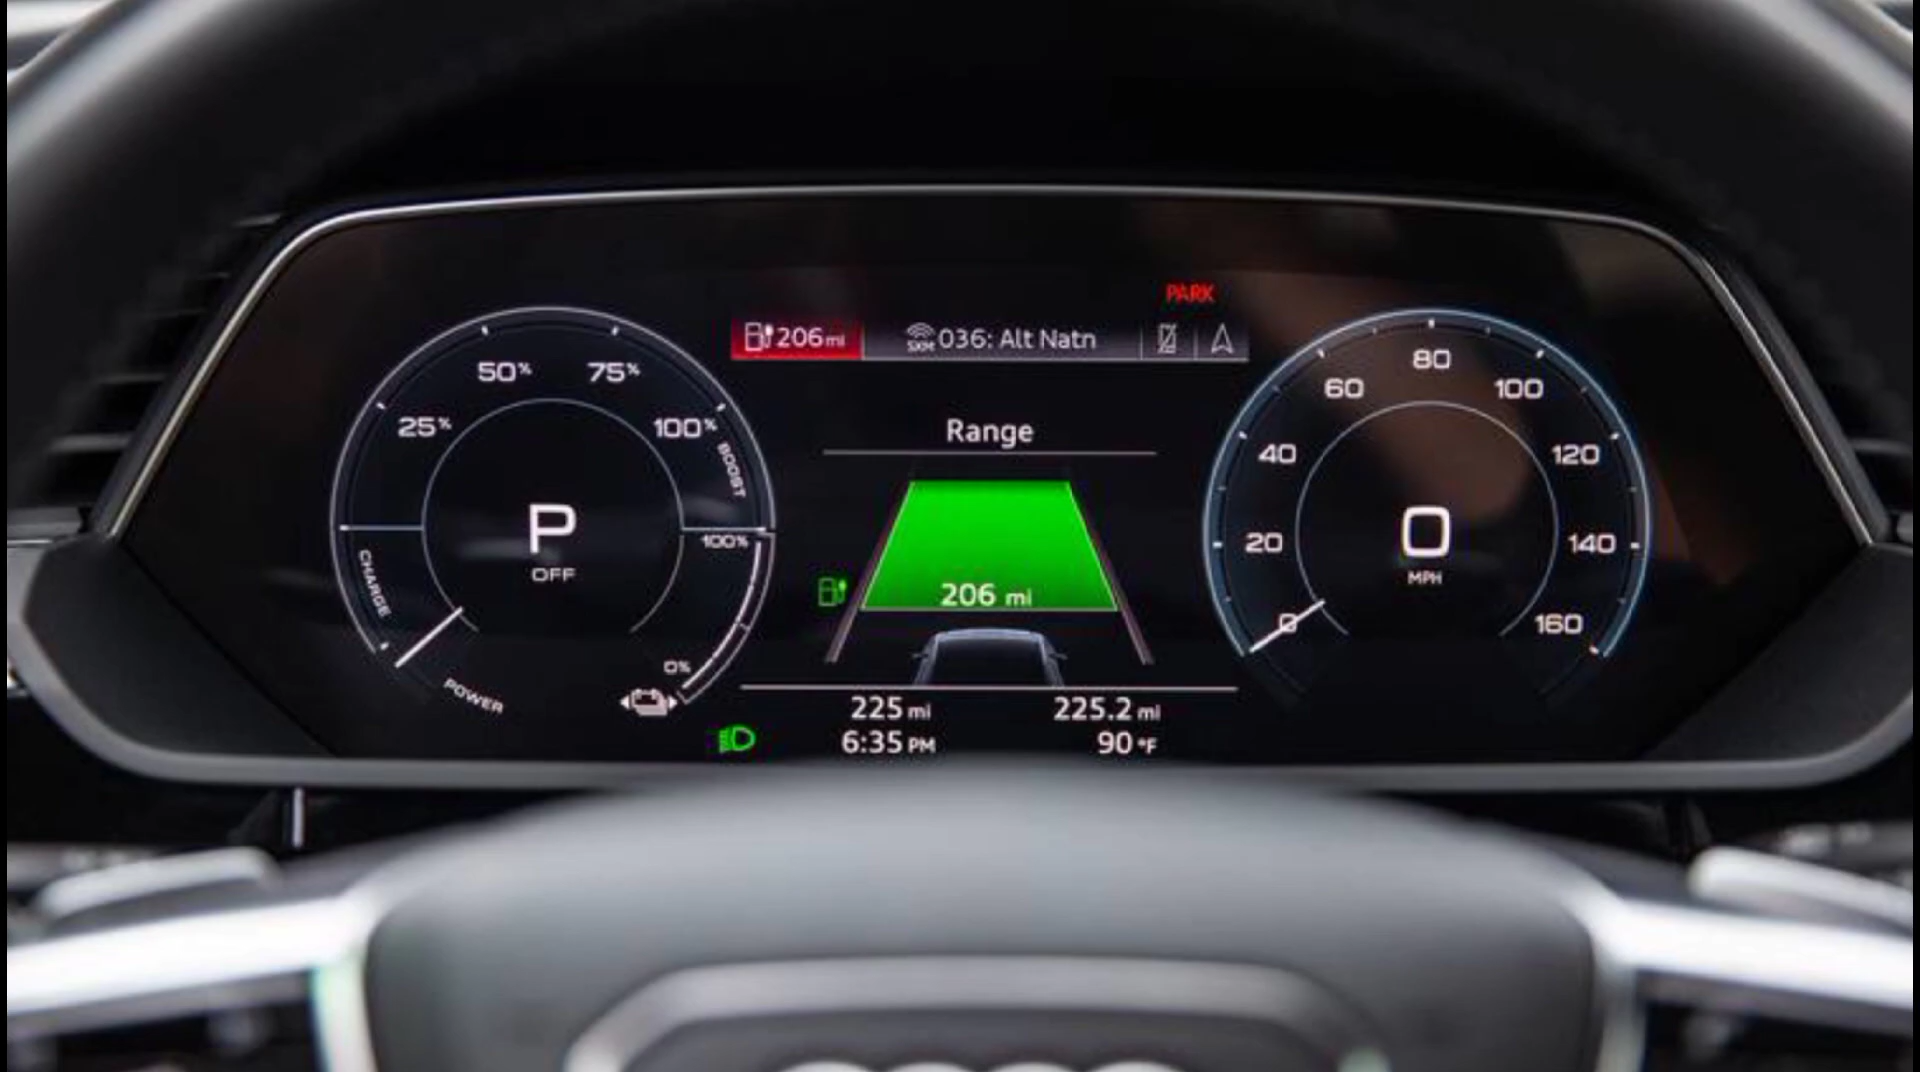 PARK
206 mi
SXM 036: Alt Natn
50% 75%
25% 100%
BOOST
P
OFF
100%
CHARGE
0%
POWER
Range
206 mi
225 mi 225.2 mi
6:35 PM 90 °F
80
60 100
40 120
0
MPH
20 140
0 160